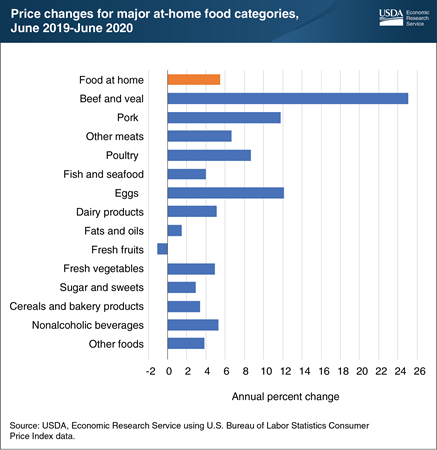 Price changes for major at-home food categories,
June 2019-June 2020
USDA
Economic
Research
Service
Food at home
Beef and veal
Pork
Other meats
Poultry
Fish and seafood
Eggs
Dairy products
Fats and oils
Fresh fruits
Fresh vegetables
Sugar and sweets
Cereals and bakery products
Nonalcoholic beverages
Other foods
-2 0 2 4 6 8 10 12 14 16 18 20 22 24 26
Annual percent change
Source: USDA, Economic Research Service using U.S. Bureau of Labor Statistics Consumer
Price Index data.